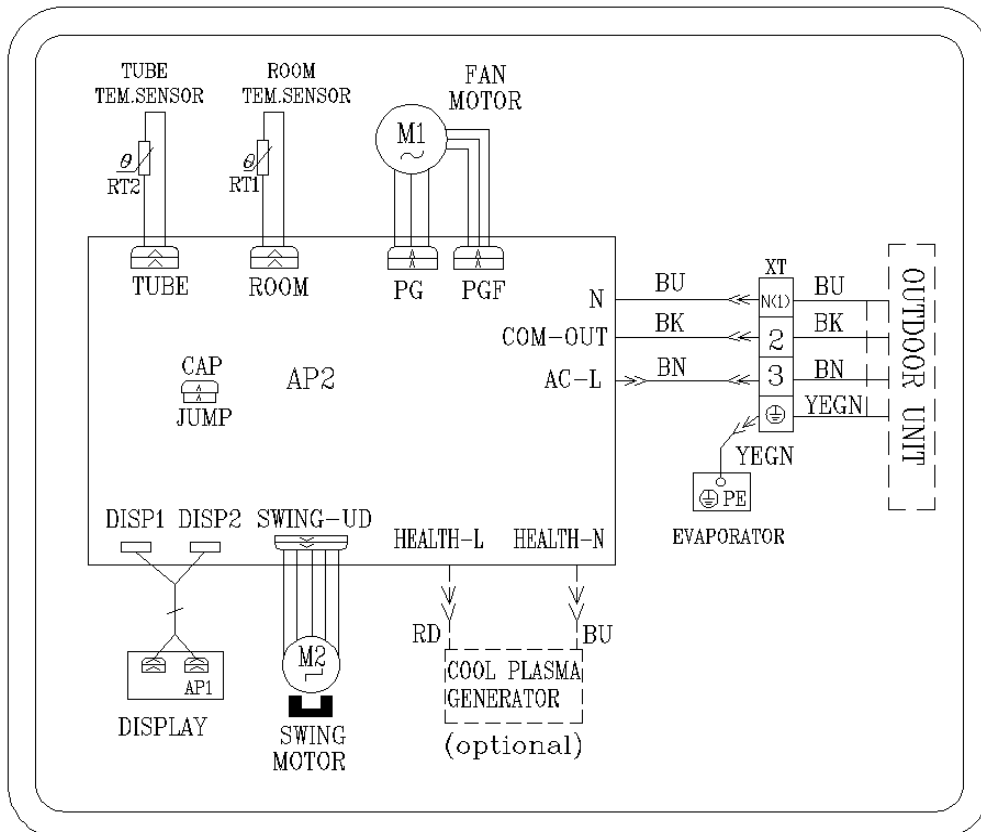 TUBE
TEM.SENSOR
ROOM
TEM.SENSOR
FAN
MOTOR
M1
θ
RT2
θ
RT1
TUBE
ROOM
PG
PGF
XT
N
BU
N(1)
BU
COM-OUT
BK
2
BK
AC-L
BN
3
BN
YEGN
OUTDOOR UNIT
CAP
JUMP
AP2
YEGN
PE
EVAPORATOR
DISP1
DISP2
SWING-UD
HEALTH-L
HEALTH-N
RD
BU
M2
AP1
DISPLAY
COOL PLASMA
GENERATOR
(optional)
SWING
MOTOR